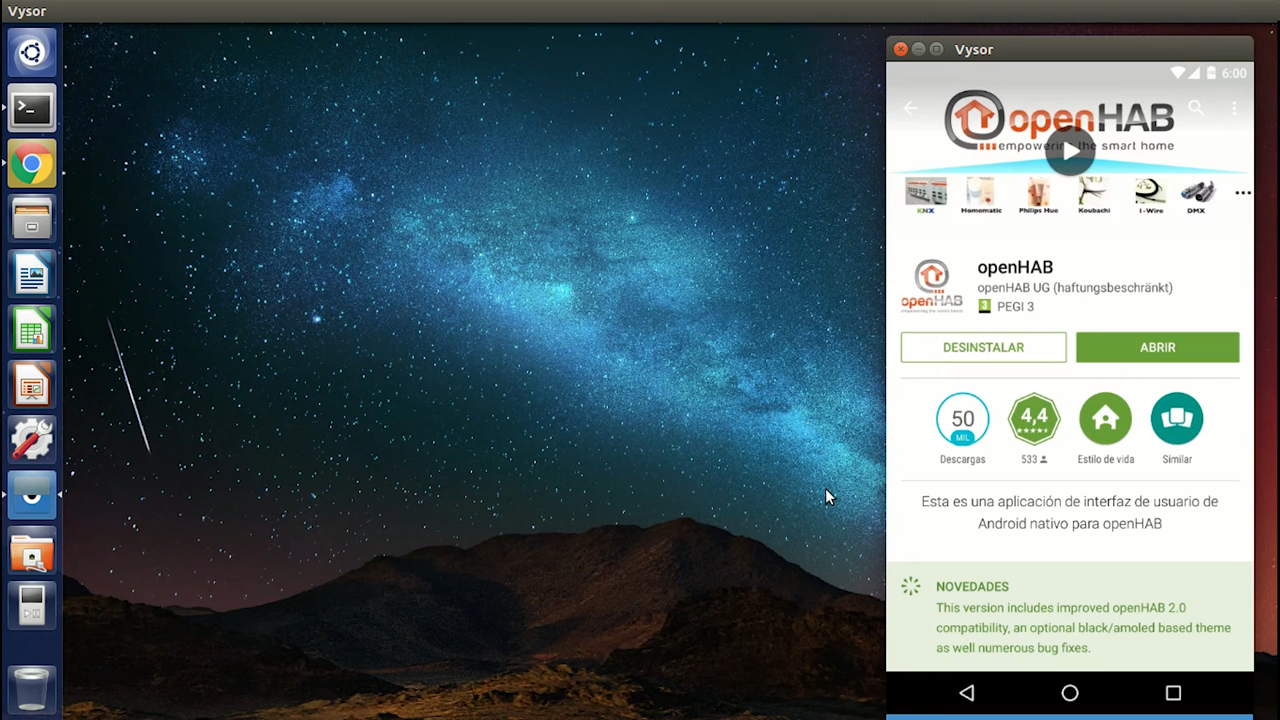 Vysor
Vysor
6:00
openHAB
empowering the smart home
KNX
Homematic
Philips Hue
Koubachi
1-Wire
DMX
openHAB
openHAB
openHAB UG (haftungsbeschränkt)
3
PEGI 3
DESINSTALAR
ABRIR
50
MIL
4,4
Descargas
533
Estilo de vida
Similar
Esta es una aplicación de interfaz de usuario de
Android nativo para openHAB
NOVEDADES
This version includes improved openHAB 2.0
compatibility, an optional black/amoled based theme
as well numerous bug fixes.